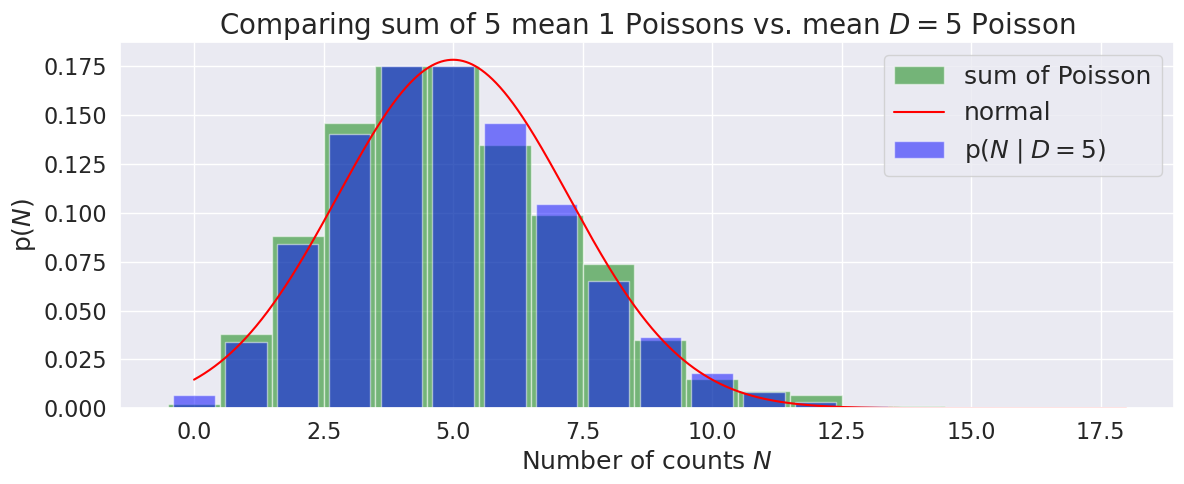 Comparing sum of 5 mean 1 Poissons vs. mean D = 5 Poisson
sum of Poisson
normal
p(N | D = 5)
p(N)
0.175
0.150
0.125
0.100
0.075
0.050
0.025
0.000
0.0 2.5 5.0 7.5 10.0 12.5 15.0 17.5
Number of counts N